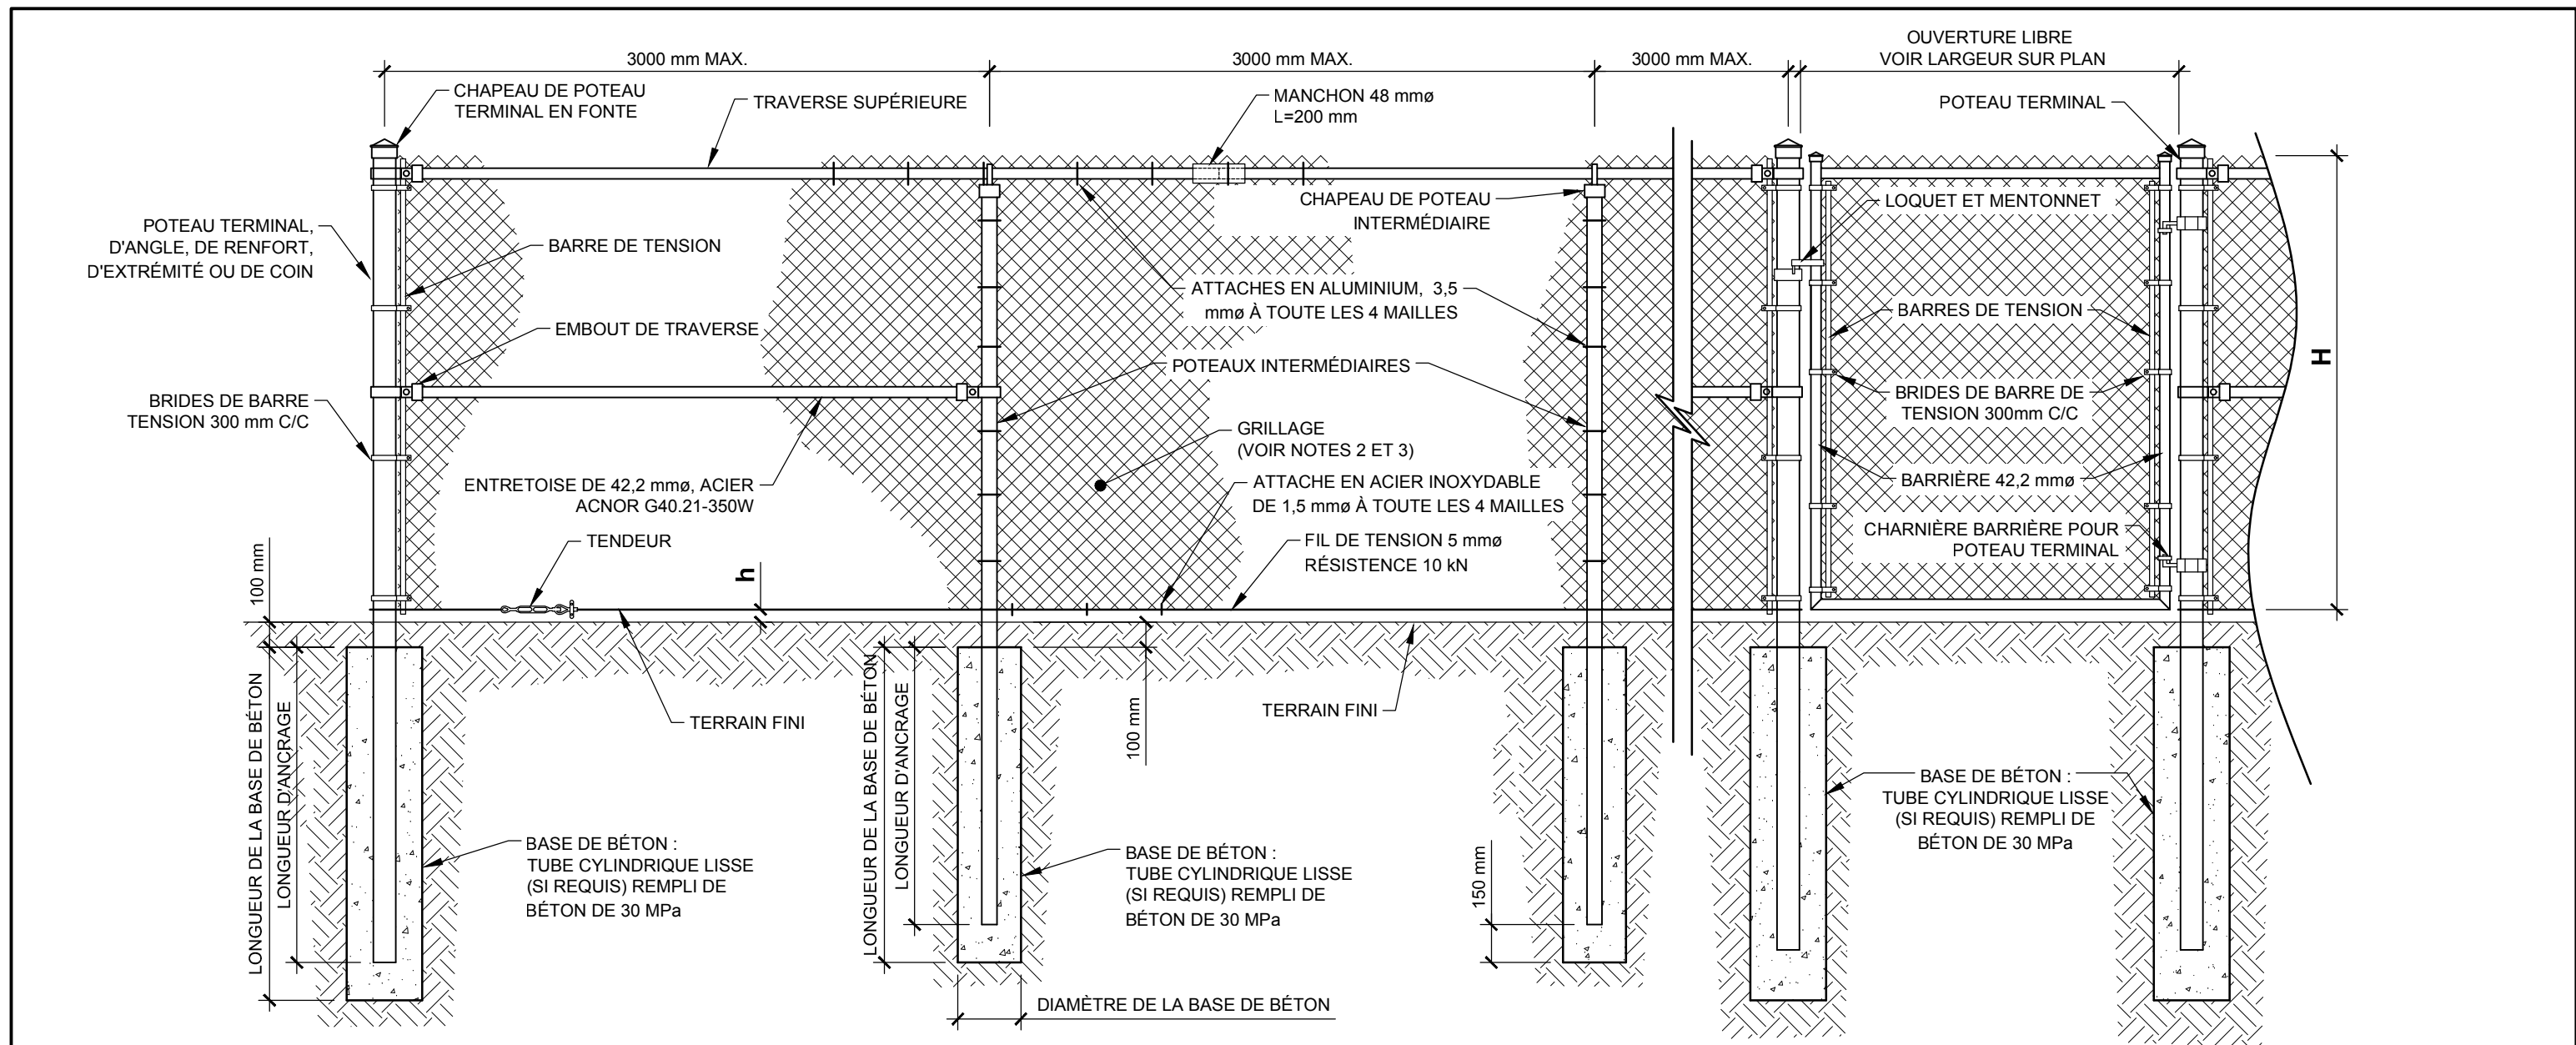 3000 mm MAX.
3000 mm MAX.
3000 mm MAX.
OUVERTURE LIBRE
VOIR LARGEUR SUR PLAN
CHAPEAU DE POTEAU
TERMINAL EN FONTE
TRAVERSE SUPÉRIEURE
MANCHON 48 mmø
L=200 mm
POTEAU TERMINAL
POTEAU TERMINAL,
D'ANGLE, DE RENFORT,
D'EXTRÉMITÉ OU DE COIN
BARRE DE TENSION
CHAPEAU DE POTEAU
INTERMÉDIAIRE
LOQUET ET MENTONNET
ATTACHES EN ALUMINIUM, 3,5
mmø À TOUTE LES 4 MAILLES
BARRES DE TENSION
EMBOUT DE TRAVERSE
POTEAUX INTERMÉDIAIRES
H
BRIDES DE BARRE
TENSION 300 mm C/C
BRIDES DE BARRE DE
TENSION 300mm C/C
GRILLAGE
(VOIR NOTES 2 ET 3)
ENTRETOISE DE 42,2 mmø, ACIER
ACNOR G40.21-350W
ATTACHE EN ACIER INOXYDABLE
DE 1,5 mmø À TOUTE LES 4 MAILLES
BARRIÈRE 42,2 mmø
TENDEUR
FIL DE TENSION 5 mmø
RÉSISTENCE 10 kN
CHARNIÈRE BARRIÈRE POUR
POTEAU TERMINAL
100 mm
h
TERRAIN FINI
TERRAIN FINI
100 mm
LONGUEUR DE LA BASE DE BÉTON
LONGUEUR D'ANCRAGE
LONGUEUR DE LA BASE DE BÉTON
LONGUEUR D'ANCRAGE
150 mm
BASE DE BÉTON :
TUBE CYLINDRIQUE LISSE
(SI REQUIS) REMPLI DE
BÉTON DE 30 MPa
BASE DE BÉTON :
TUBE CYLINDRIQUE LISSE
(SI REQUIS) REMPLI DE
BÉTON DE 30 MPa
BASE DE BÉTON :
TUBE CYLINDRIQUE LISSE
(SI REQUIS) REMPLI DE
BÉTON DE 30 MPa
DIAMÈTRE DE LA BASE DE BÉTON